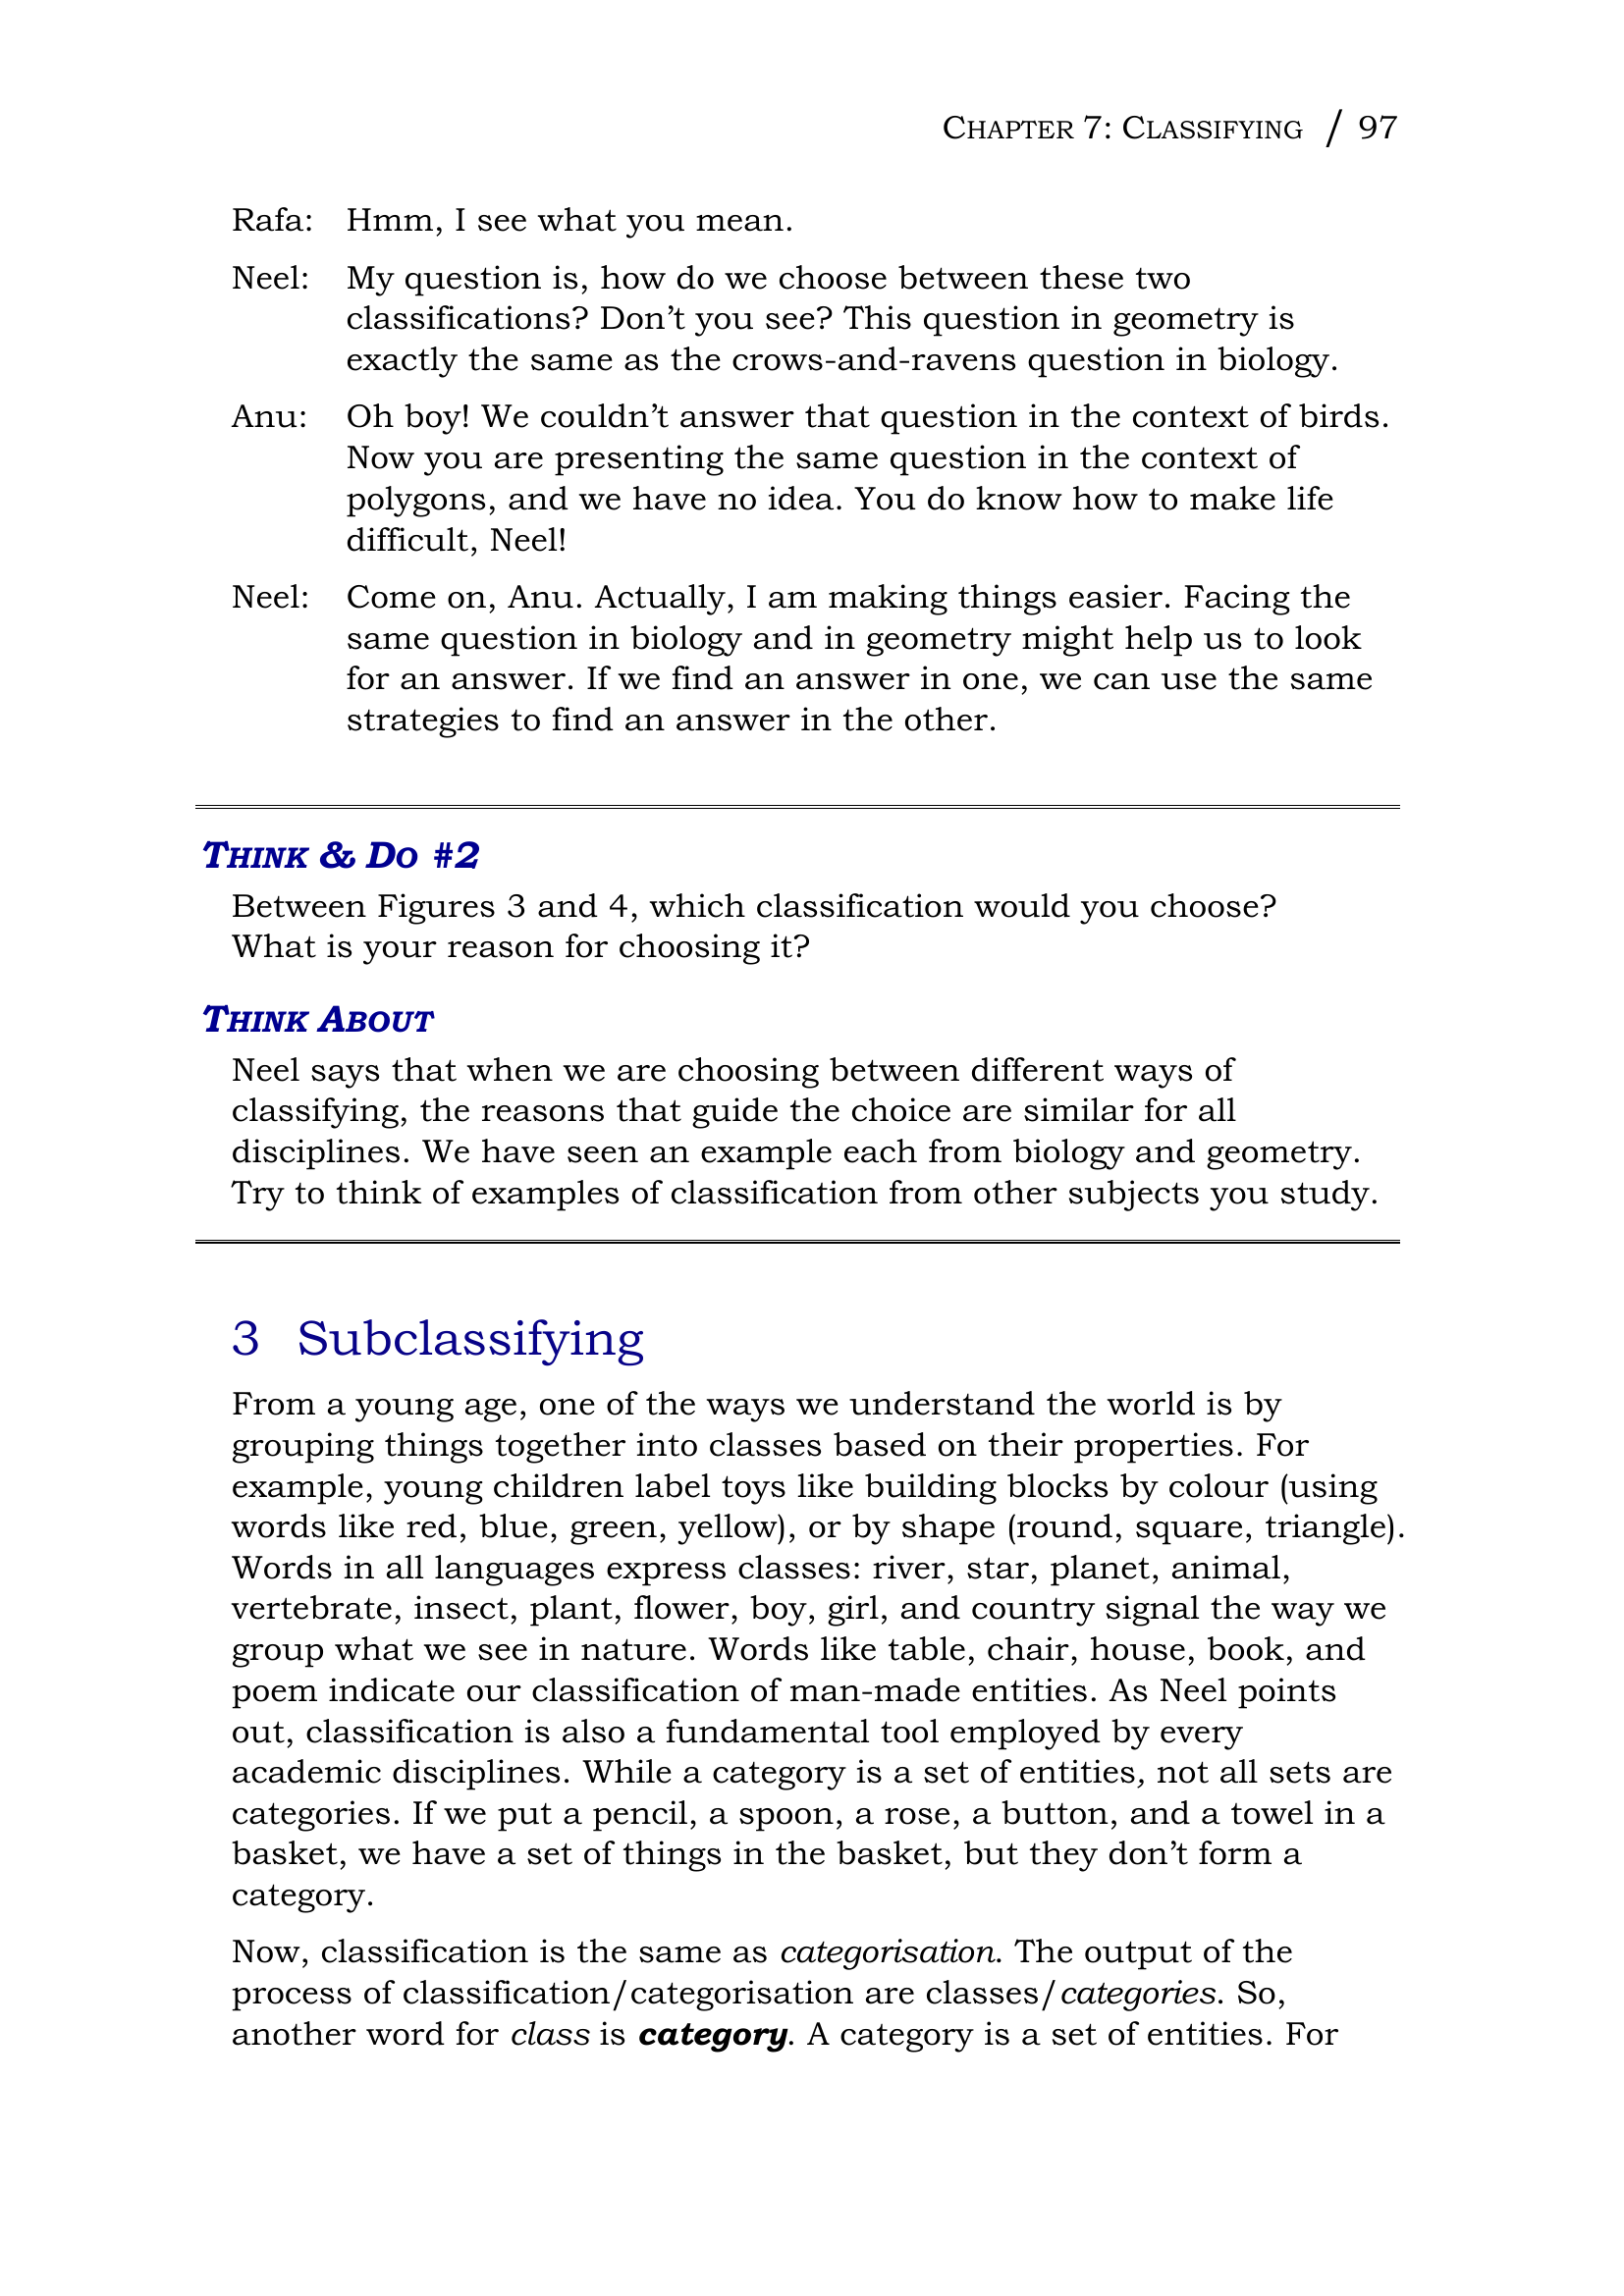 CHAPTER 7: CLASSIFYING / 97
Rafa: Hmm, I see what you mean.
Neel: My question is, how do we choose between these two
classifications? Don’t you see? This question in geometry is
exactly the same as the crows-and-ravens question in biology.
Anu: Oh boy! We couldn’t answer that question in the context of birds.
Now you are presenting the same question in the context of
polygons, and we have no idea. You do know how to make life
difficult, Neel!
Neel: Come on, Anu. Actually, I am making things easier. Facing the
same question in biology and in geometry might help us to look
for an answer. If we find an answer in one, we can use the same
strategies to find an answer in the other.
THINK & DO #2
Between Figures 3 and 4, which classification would you choose?
What is your reason for choosing it?
THINK ABOUT
Neel says that when we are choosing between different ways of
classifying, the reasons that guide the choice are similar for all
disciplines. We have seen an example each from biology and geometry.
Try to think of examples of classification from other subjects you study.
3 Subclassifying
From a young age, one of the ways we understand the world is by
grouping things together into classes based on their properties. For
example, young children label toys like building blocks by colour (using
words like red, blue, green, yellow), or by shape (round, square, triangle).
Words in all languages express classes: river, star, planet, animal,
vertebrate, insect, plant, flower, boy, girl, and country signal the way we
group what we see in nature. Words like table, chair, house, book, and
poem indicate our classification of man-made entities. As Neel points
out, classification is also a fundamental tool employed by every
academic disciplines. While a category is a set of entities, not all sets are
categories. If we put a pencil, a spoon, a rose, a button, and a towel in a
basket, we have a set of things in the basket, but they don’t form a
category.
Now, classification is the same as categorisation. The output of the
process of classification/categorisation are classes/categories. So,
another word for class is category. A category is a set of entities. For